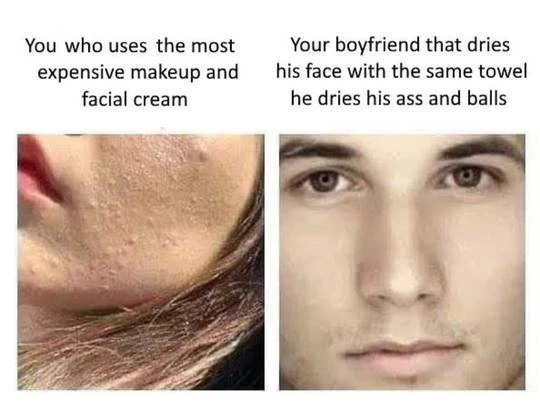 You who uses the most
expensive makeup and
facial cream
Your boyfriend that dries
his face with the same towel
he dries his ass and balls